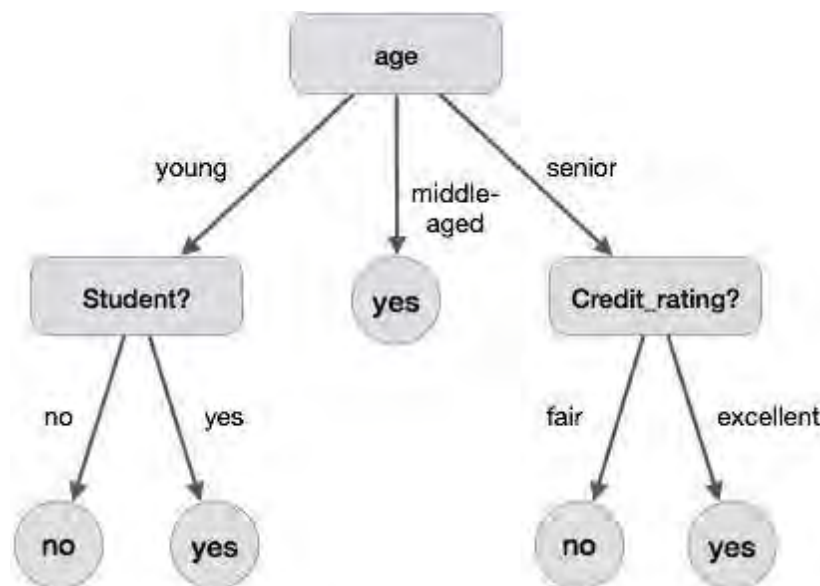 age
young
middle-
aged
senior
Student?
yes
Credit_rating?
no
yes
fair
excellent
no
yes
no
yes